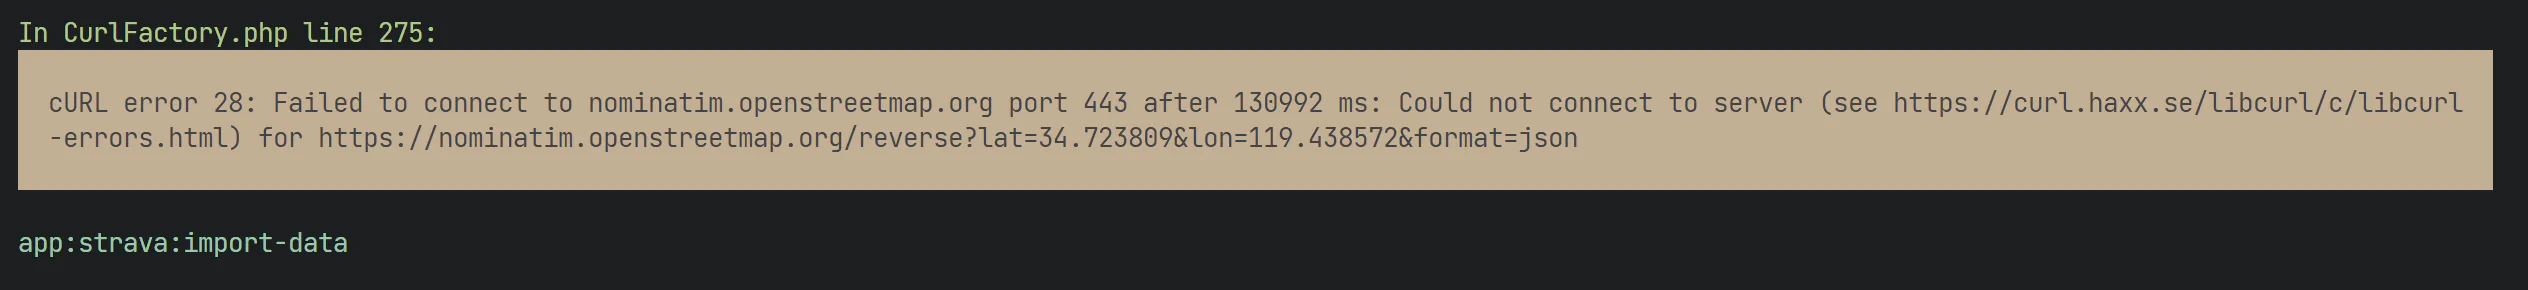 In CurlFactory.php line 275:
cURL error 28: Failed to connect to nominatim.openstreetmap.org port 443 after 130992 ms: Could not connect to server (see https://curl.haxx.se/libcurl/c/libcurl
-errors.html) for https://nominatim.openstreetmap.org/reverse?lat=34.723809&lon=119.438572&format=json
app:strava:import-data